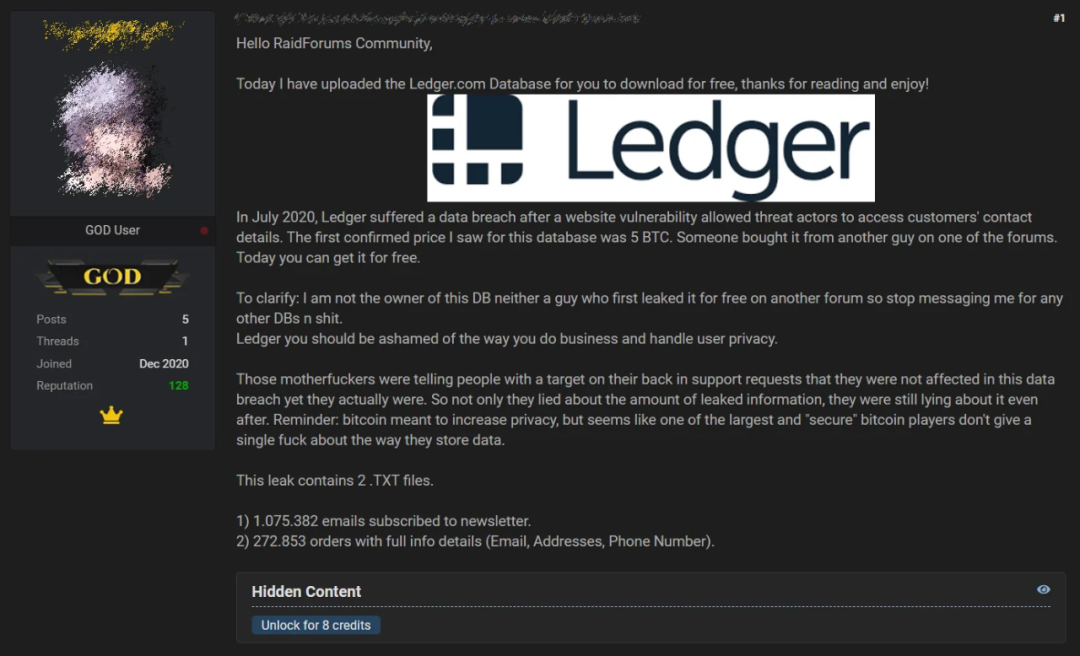 #1
Hello RaidForums Community,
Today I have uploaded the Ledger.com Database for you to download for free, thanks for reading and enjoy!
Ledger
GOD User
GOD
Posts 5
Threads 1
Joined Dec 2020
Reputation 128
In July 2020, Ledger suffered a data breach after a website vulnerability allowed threat actors to access customers' contact
details. The first confirmed price I saw for this database was 5 BTC. Someone bought it from another guy on one of the forums.
Today you can get it for free.
To clarify: I am not the owner of this DB neither a guy who first leaked it for free on another forum so stop messaging me for any
other DBs n shit.
Ledger you should be ashamed of the way you do business and handle user privacy.
Those motherfuckers were telling people with a target on their back in support requests that they were not affected in this data
breach yet they actually were. So not only they lied about the amount of leaked information, they were still lying about it even
after. Reminder: bitcoin meant to increase privacy, but seems like one of the largest and "secure" bitcoin players don't give a
single fuck about the way they store data.
This leak contains 2 .TXT files.
1) 1.075.382 emails subscribed to newsletter.
2) 272.853 orders with full info details (Email, Addresses, Phone Number).
Hidden Content
Unlock for 8 credits